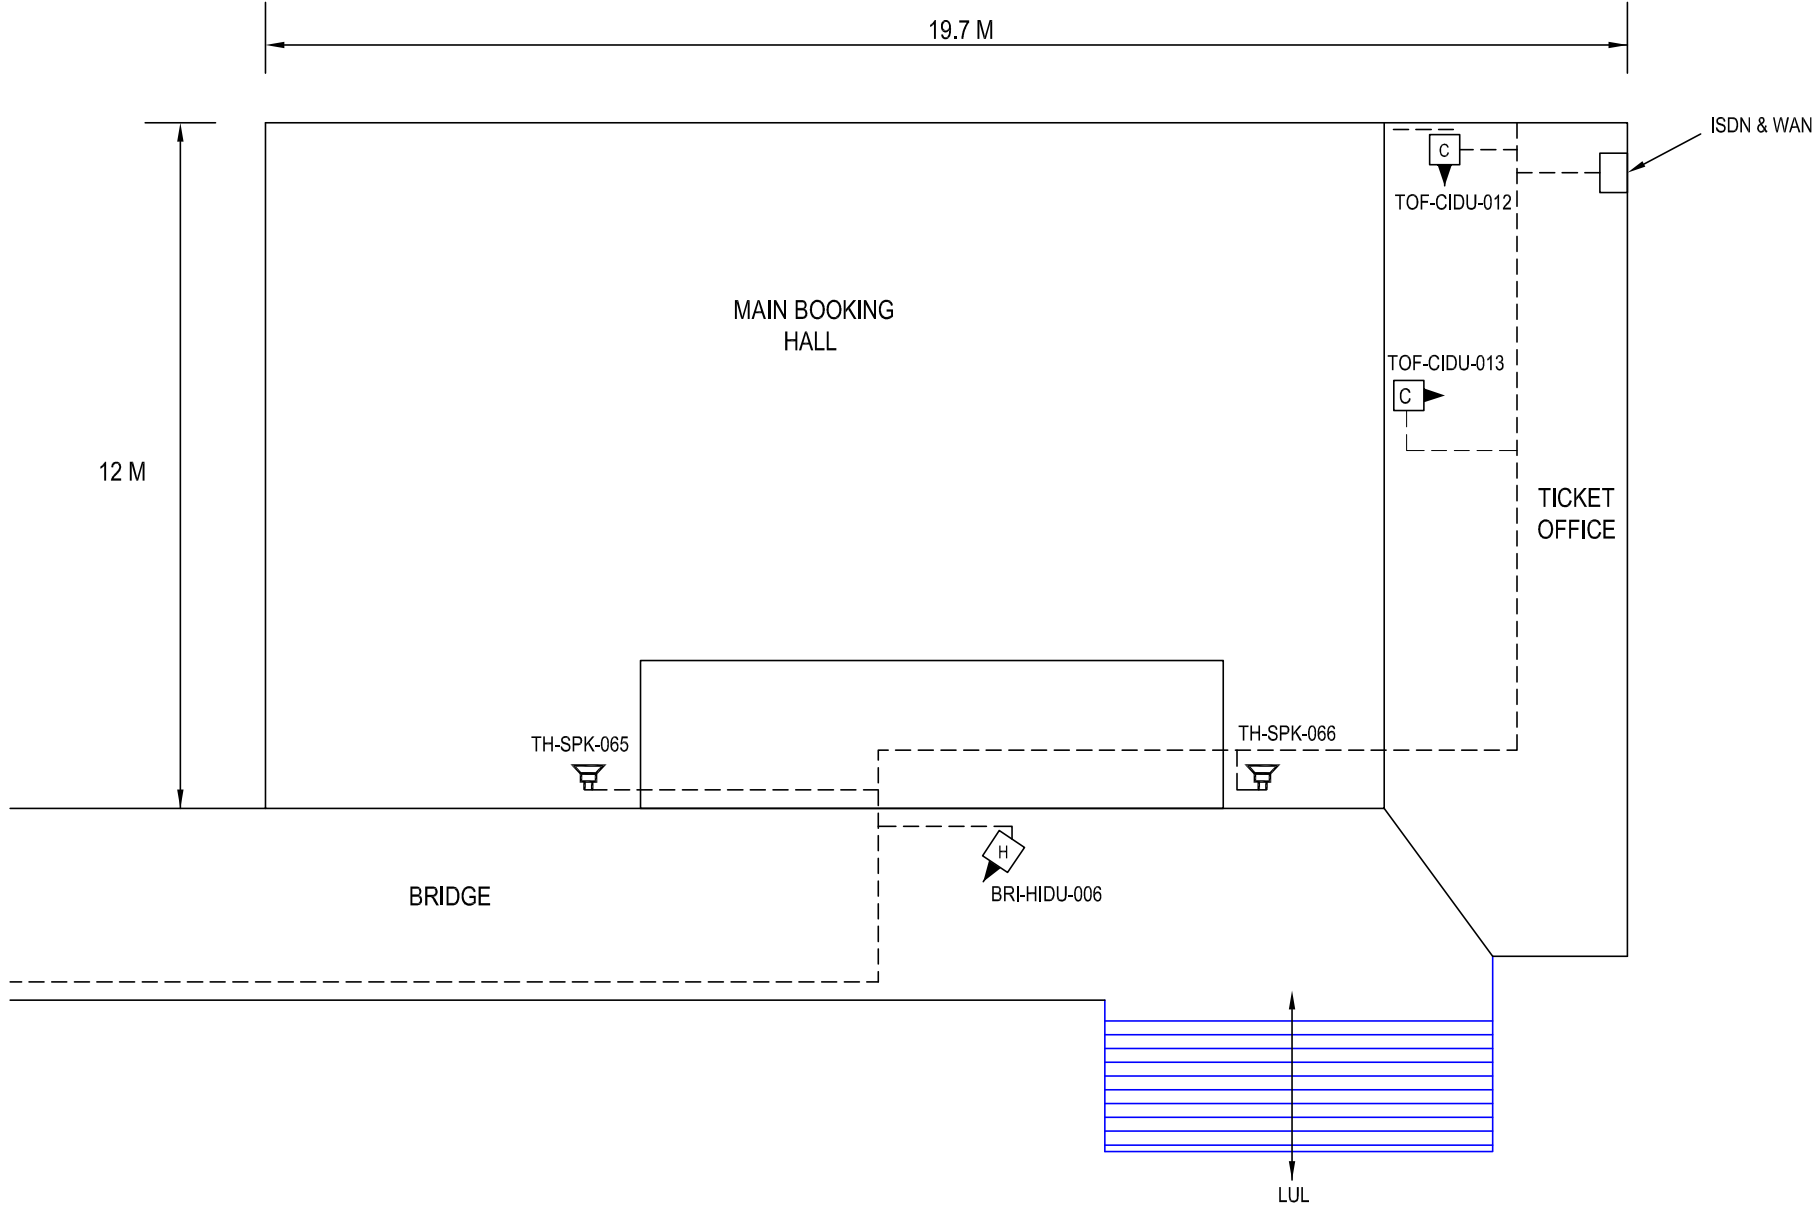 19.7 M
ISDN & WAN
C
TOF-CIDU-012
MAIN BOOKING
HALL
TOF-CIDU-013
C
12 M
TICKET
OFFICE
TH-SPK-065
TH-SPK-066
H
BRIDGE
BRI-HIDU-006
LUL